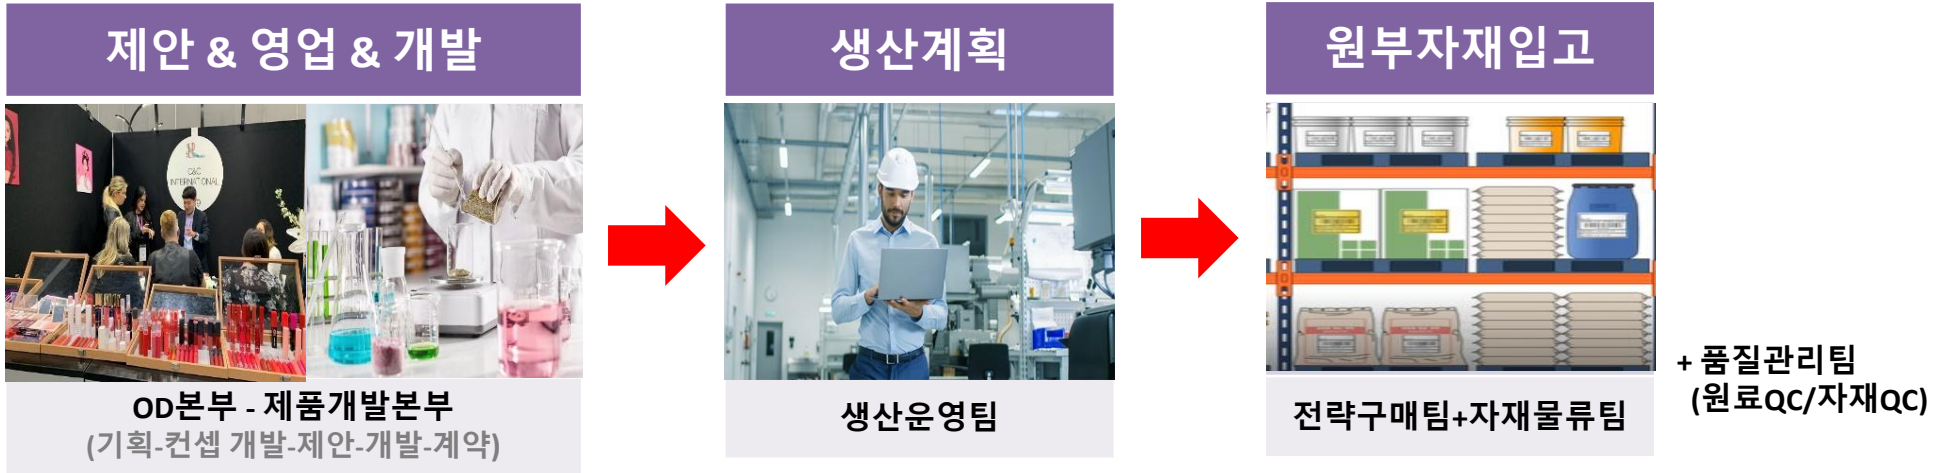 제안 & 영업 & 개발
생산계획
원부자재입고
C&C
INTERNATIONAL
OD본부 - 제품개발본부
(기획-컨셉 개발-제안-개발-계약)
생산운영팀
전략구매팀+자재물류팀
+ 품질관리팀
(원료QC/자재QC)